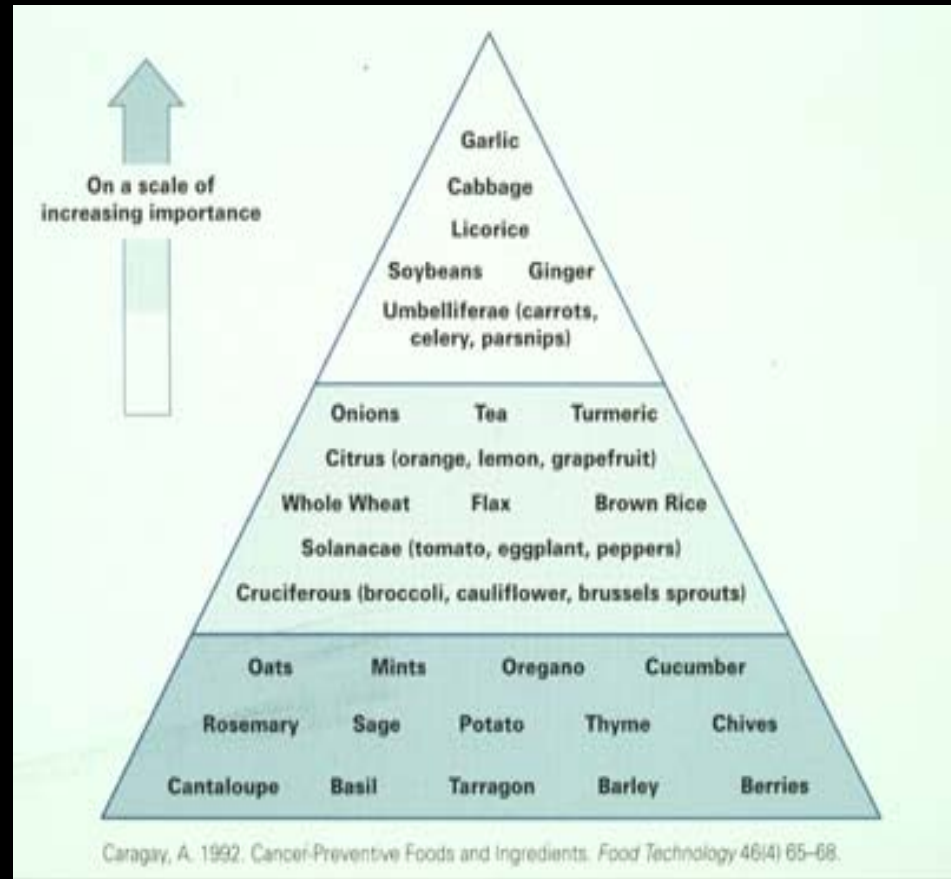 On a scale of
increasing importance
Garlic
Cabbage
Licorice
Soybeans Ginger
Umbelliferae (carrots,
celery, parsnips)
Onions Tea Turmeric
Citrus (orange, lemon, grapefruit)
Whole Wheat Flax Brown Rice
Solanacae (tomato, eggplant, peppers)
Cruciferous (broccoli, cauliflower, brussels sprouts)
Oats Mints Oregano Cucumber
Rosemary Sage Potato Thyme Chives
Cantaloupe Basil Tarragon Barley Berries
Caragay, A. 1992. Cancer-Preventive Foods and Ingredients. Food Technology 46(4) 65–68.